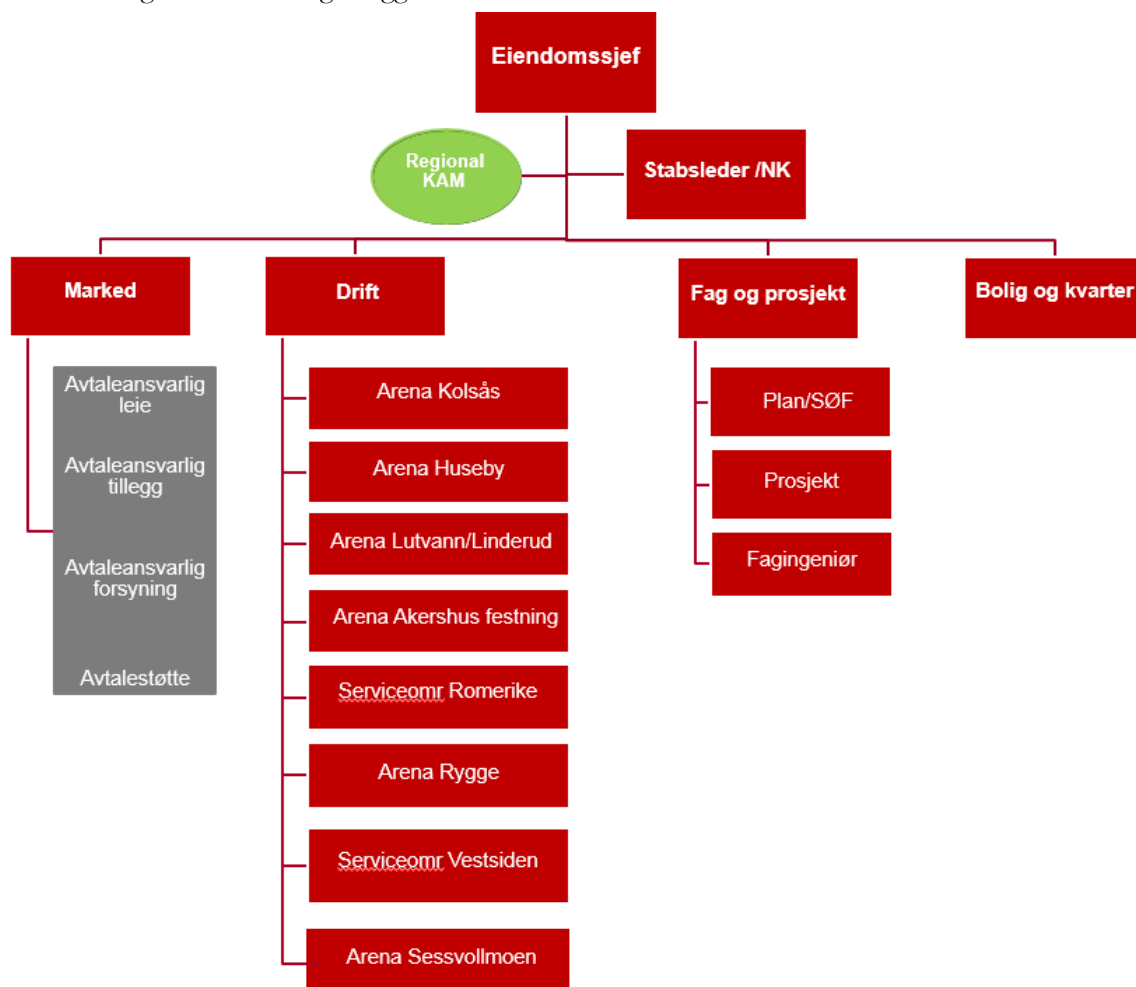 Eiendomssjef
Regional
KAM
Stabsleder /NK
Marked
Drift
Fag og prosjekt
Bolig og kvarter
Avtaleansvarlig
leie
Avtaleansvarlig
tillegg
Avtaleansvarlig
forsyning
Avtalestøtte
Arena Kolsås
Arena Huseby
Arena Lutvann/Linderud
Arena Akershus festning
Serviceomr Romerike
Arena Rygge
Serviceomr Vestsiden
Arena Sessvollmoen
Plan/SØF
Prosjekt
Fagingeniør